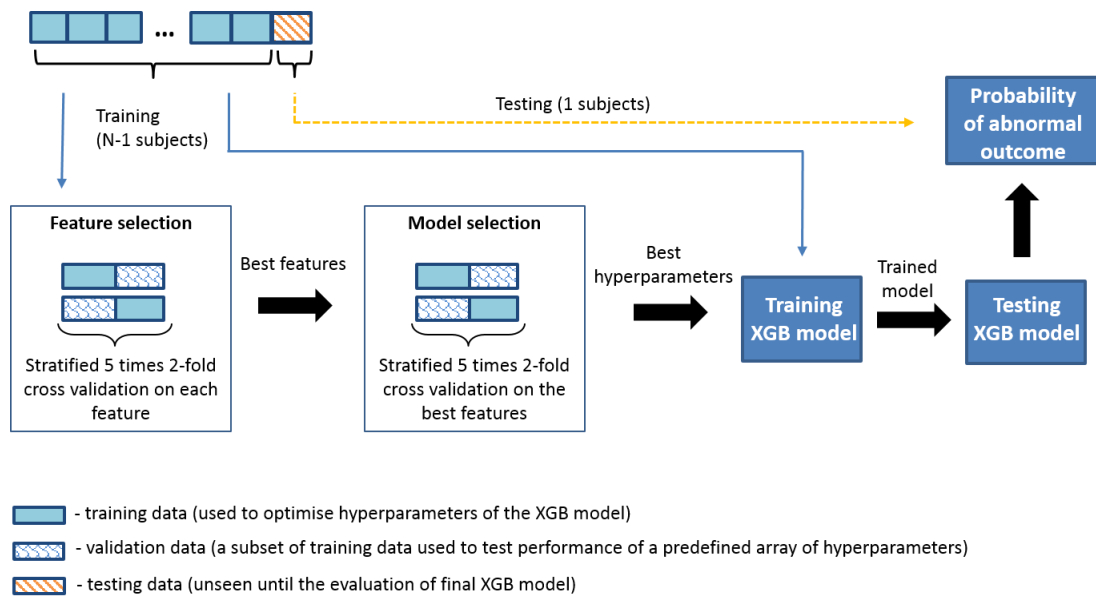 ...
Training
(N-1 subjects)
Testing (1 subjects)
Probability
of abnormal
outcome
Feature selection
Stratified 5 times 2-fold
cross validation on each
feature
Best features
Model selection
Stratified 5 times 2-fold
cross validation on the
best features
Best
hyperparameters
Training
XGB model
Trained
model
Testing
XGB model
- training data (used to optimise hyperparameters of the XGB model)
- validation data (a subset of training data used to test performance of a predefined array of hyperparameters)
- testing data (unseen until the evaluation of final XGB model)